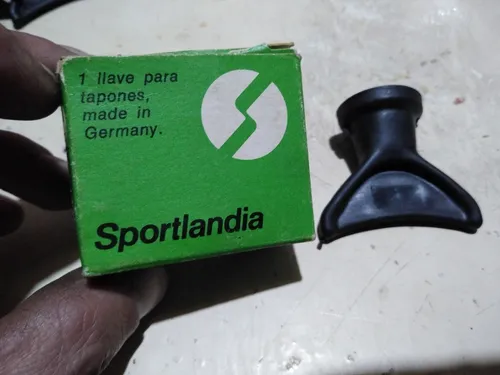 1 llave para
tapones,
made in
Germany.
Sportlandia